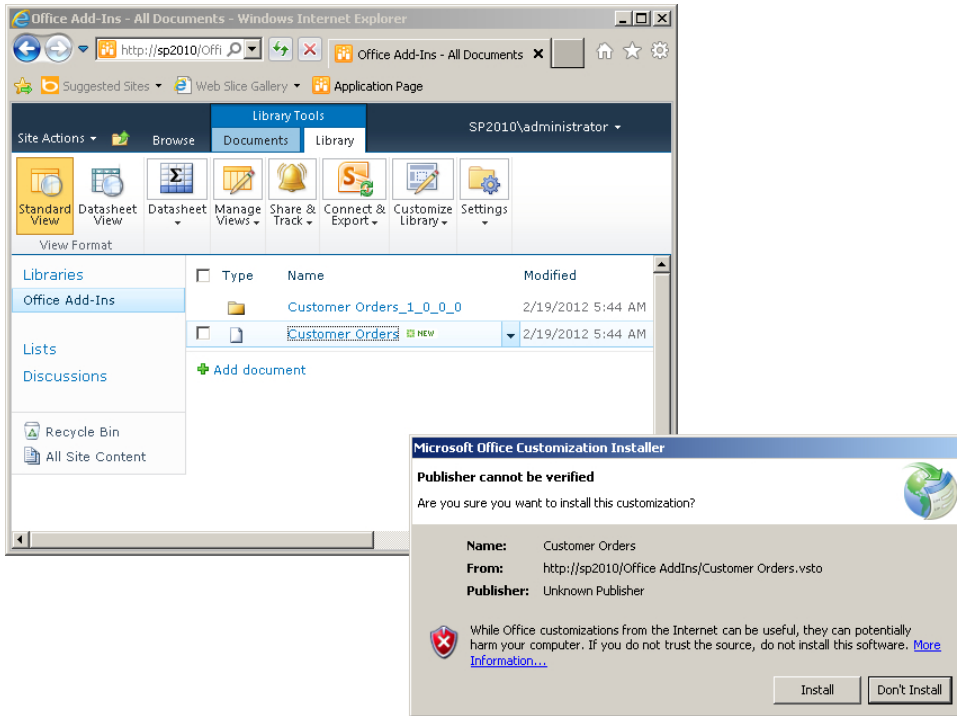 Office Add-Ins - All Documents - Windows Internet Explorer
http://sp2010/Offi
Office Add-Ins - All Documents
Suggested Sites
Web Slice Gallery
Application Page
Library Tools
Site Actions
Browse
Documents
Library
SP2010\administrator
Standard View
Datasheet View
Datasheet
Manage Views
Share & Track
Connect & Export
Customize Library
Settings
View Format
Libraries
Office Add-Ins
Lists
Discussions
Recycle Bin
All Site Content
Type Name Modified
Customer Orders_1_0_0_0 2/19/2012 5:44 AM
Customer Orders NEW 2/19/2012 5:44 AM
Add document
Microsoft Office Customization Installer
Publisher cannot be verified
Are you sure you want to install this customization?
Name: Customer Orders
From: http://sp2010/Office AddIns/Customer Orders.vsto
Publisher: Unknown Publisher
While Office customizations from the Internet can be useful, they can potentially
harm your computer. If you do not trust the source, do not install this software. More
Information...
Install Don't Install